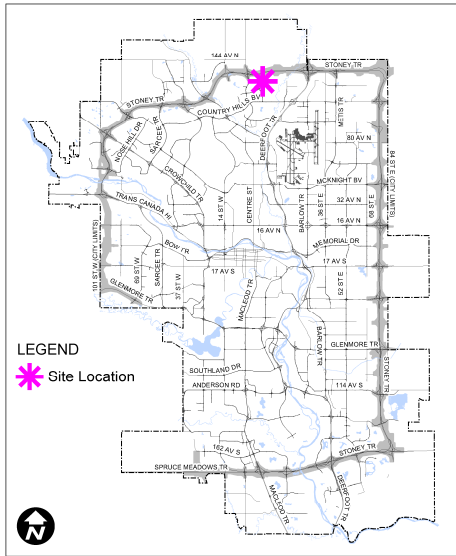 144 AV N
STONEY TR
STONEY TR
COUNTRY HILLS BV
METIS TR
NOSE HILL DR
SARCEE TR
DEERFOOT TR
80 AV N
84 ST E (CITY LIMITS)
CROWCHILD TR
MCKNIGHT BV
TRANS CANADA HI
14 ST W
CENTRE ST
BARLOW TR
36 ST E
32 AV N
68 ST E
16 AV N
16 AV N
101 ST W (CITY LIMITS)
BOW TR
MEMORIAL DR
69 ST W
SARCEE TR
37 ST W
17 AV S
17 AV S
52 ST E
GLENMORE TR
MACLEOD TR
BARLOW TR
GLENMORE TR
LEGEND
Site Location
SOUTHLAND DR
STONEY TR
ANDERSON RD
114 AV S
162 AV S
STONEY TR
SPRUCE MEADOWS TR
MACLEOD TR
DEERFOOT TR
N